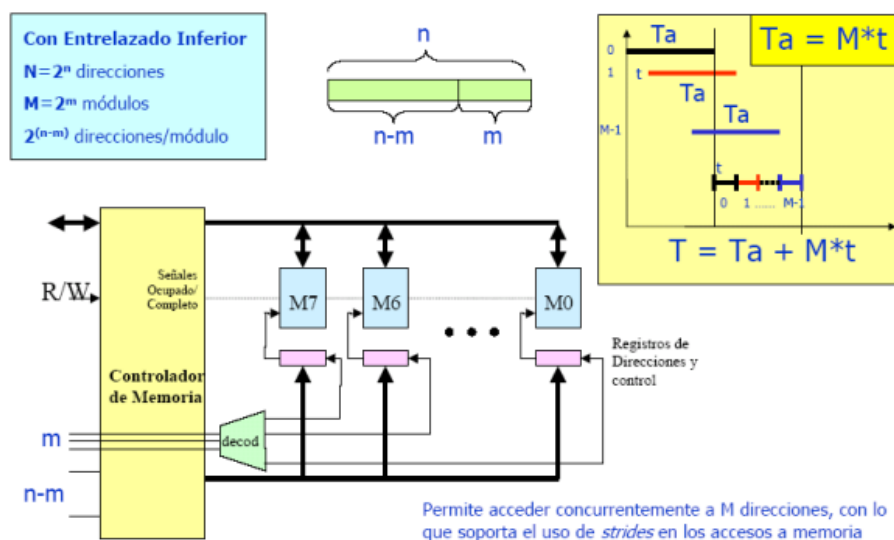 Con Entrelazado Inferior
N=2ⁿ direcciones
M=2ᵐ módulos
2⁽ⁿ⁻ᵐ⁾ direcciones/módulo
n
n-m
m
Ta = M*t
0
Ta
1
t
Ta
Ta
M-1
t
0 1 ...... M-1
T = Ta + M*t
R/W
Señales
Ocupado/
Completo
M7
M6
M0
Registros de
Direcciones y
control
Controlador
de Memoria
m
decod
n-m
Permite acceder concurrentemente a M direcciones, con lo
que soporta el uso de strides en los accesos a memoria